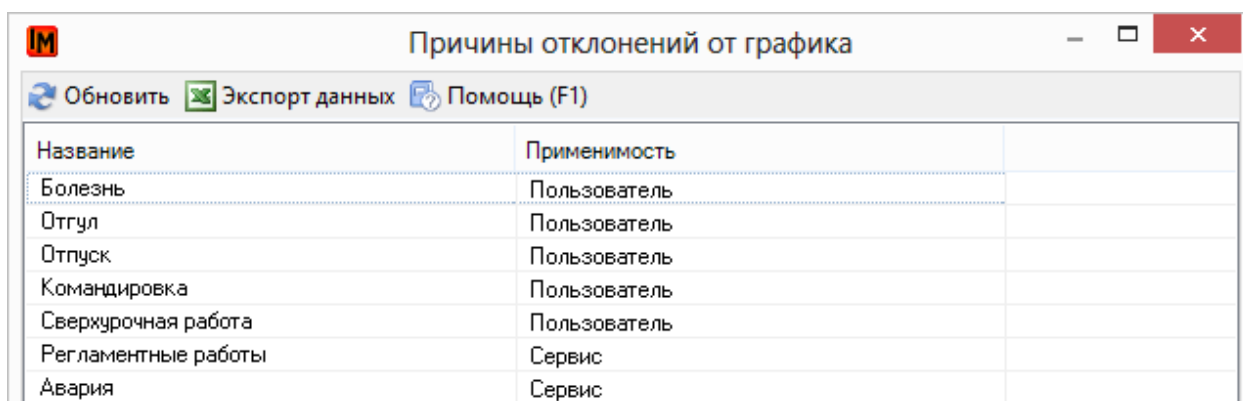 IM Причины отклонений от графика
Обновить Экспорт данных Помощь (F1)
Название Применимость
Болезнь Пользователь
Отгул Пользователь
Отпуск Пользователь
Командировка Пользователь
Сверхурочная работа Пользователь
Регламентные работы Сервис
Авария Сервис